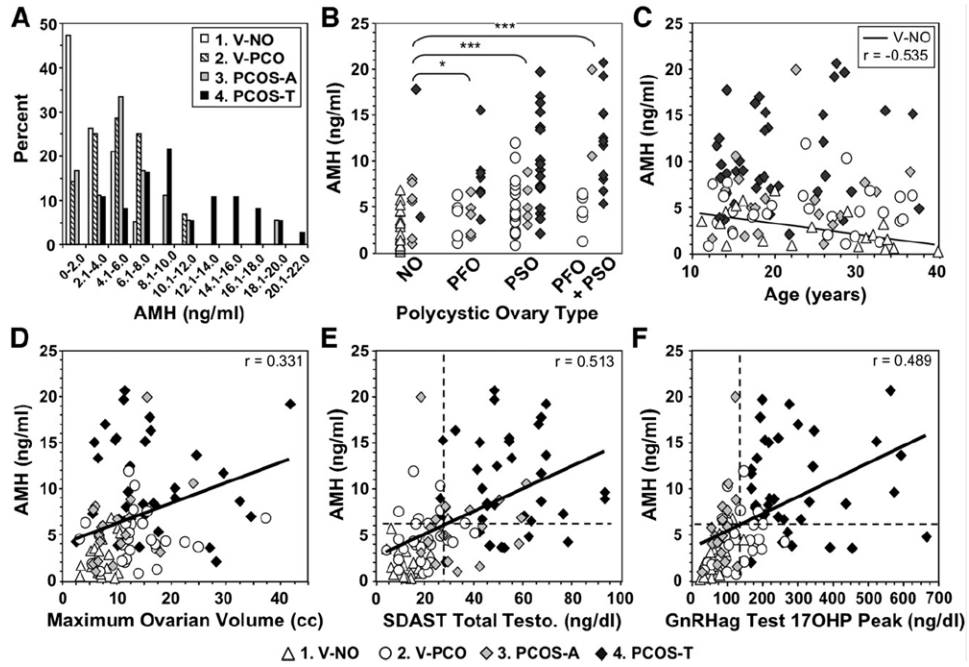 A
50
40
30
20
10
0
Percent
1. V-NO
2. V-PCO
3. PCOS-A
4. PCOS-T
0-2.0
2.1-4.0
4.1-6.0
6.1-8.0
8.1-10.0
10.1-12.0
12.1-14.0
14.1-16.0
16.1-18.0
18.1-20.0
20.1-22.0
AMH (ng/ml)
B
25
20
15
10
5
0
AMH (ng/ml)
***
***
*
NO
PFO
PSO
PFO
+ PSO
Polycystic Ovary Type
C
25
20
15
10
5
0
AMH (ng/ml)
V-NO
r = -0.535
10
20
30
40
Age (years)
D
25
20
15
10
5
0
AMH (ng/ml)
r = 0.331
0 10 20 30 40 50
Maximum Ovarian Volume (cc)
E
25
20
15
10
5
0
AMH (ng/ml)
r = 0.513
0 20 40 60 80 100
SDAST Total Testo. (ng/dl)
F
25
20
15
10
5
0
AMH (ng/ml)
r = 0.489
0 100 200 300 400 500 600 700
GnRHag Test 17OHP Peak (ng/dl)
1. V-NO 2. V-PCO 3. PCOS-A 4. PCOS-T